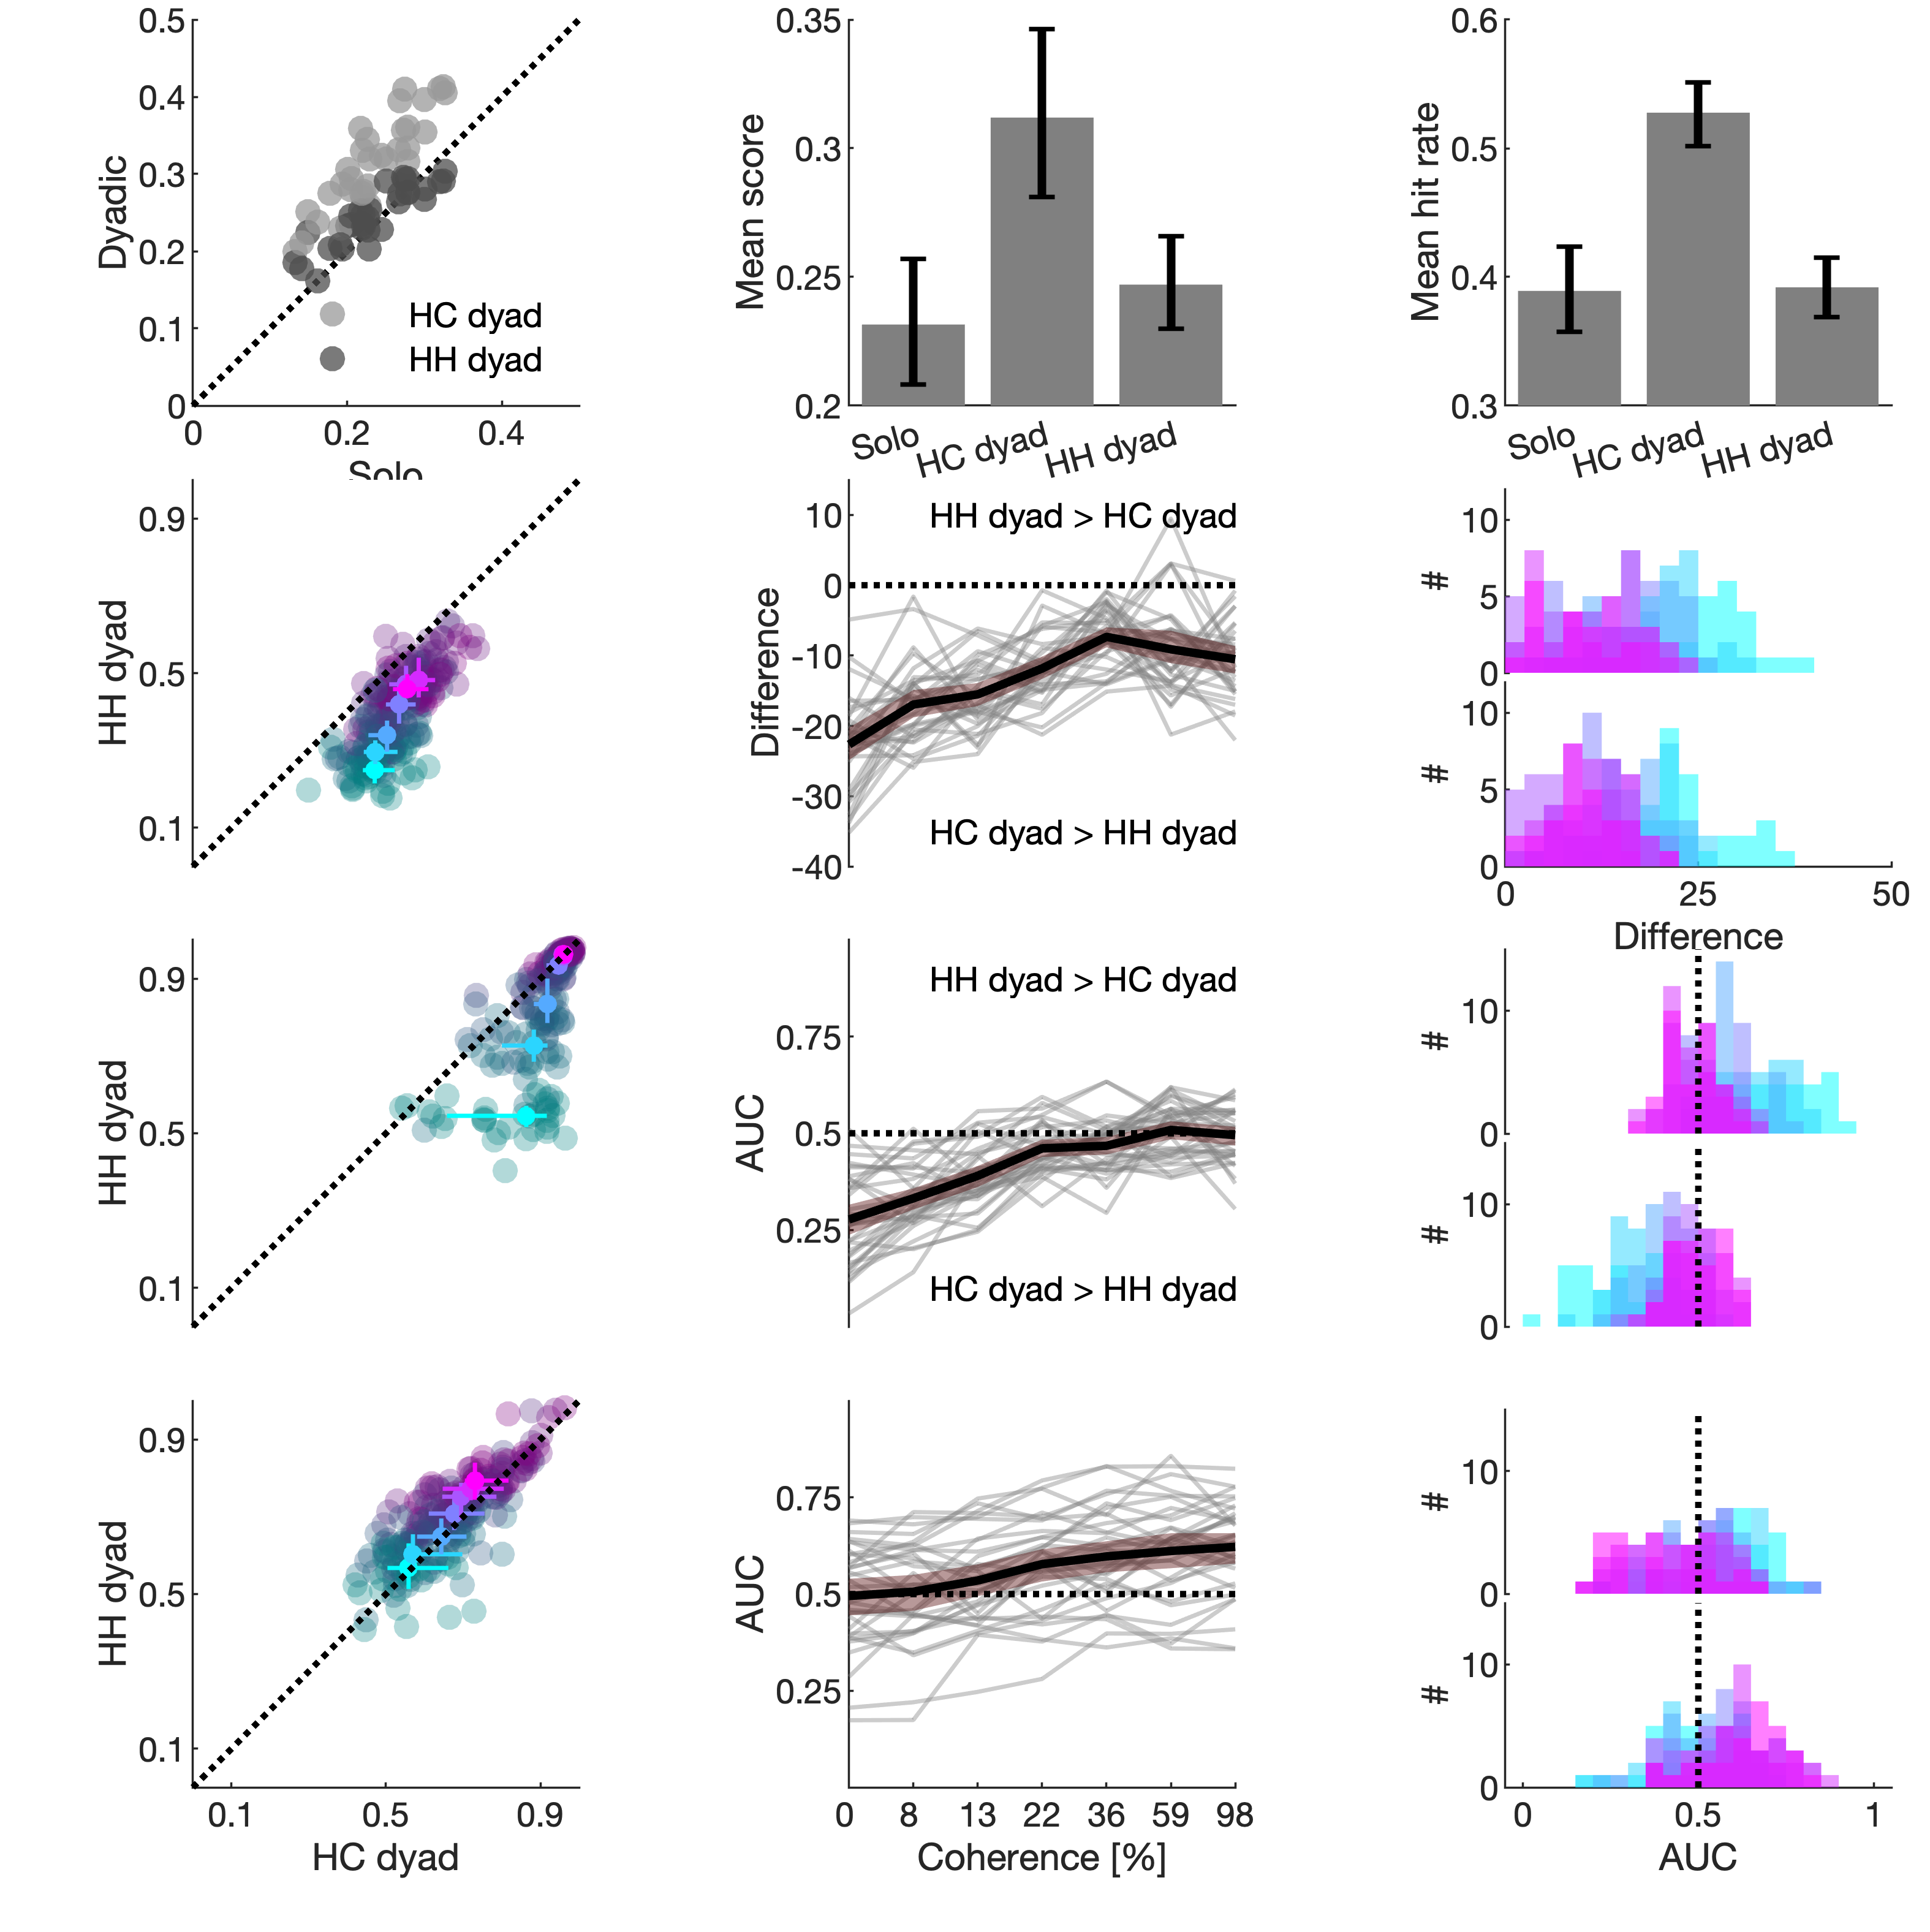 0.5
0.4
0.3
0.2
0.1
0
Dyadic
HC dyad
HH dyad
0
0.2
0.4
Solo
0.35
0.3
0.25
0.2
Mean score
Solo
HC dyad
HH dyad
0.6
0.5
0.4
0.3
Mean hit rate
Solo
HC dyad
HH dyad
0.9
0.5
0.1
HH dyad
10
0
-10
-20
-30
-40
Difference
HH dyad > HC dyad
HC dyad > HH dyad
10
5
0
#
10
5
0
#
0
25
50
Difference
0.9
0.5
0.1
HH dyad
0.75
0.5
0.25
AUC
HH dyad > HC dyad
HC dyad > HH dyad
10
0
#
10
0
#
0.9
0.5
0.1
HH dyad
0.1
0.5
0.9
HC dyad
0.75
0.5
0.25
AUC
0
8
13
22
36
59
98
Coherence [%]
10
0
#
10
0
#
0
0.5
1
AUC